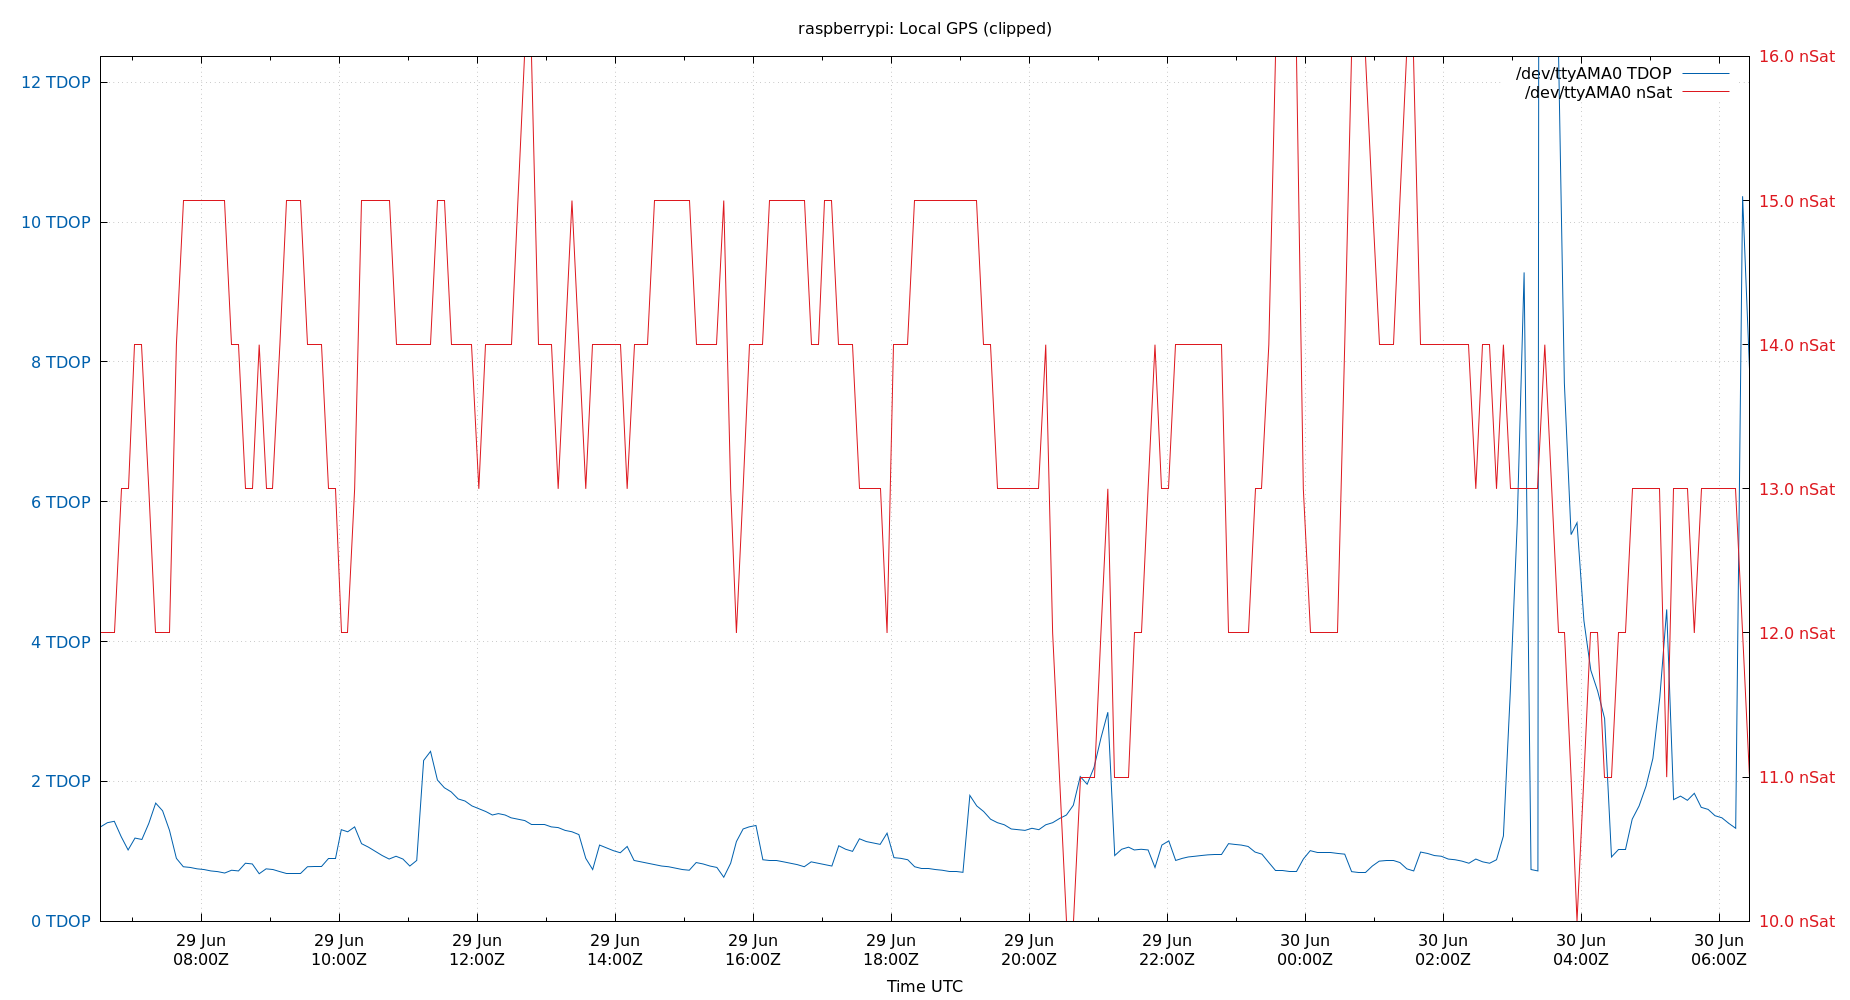 raspberrypi: Local GPS (clipped)
/dev/ttyAMA0 TDOP
/dev/ttyAMA0 nSat
12 TDOP
10 TDOP
8 TDOP
6 TDOP
4 TDOP
2 TDOP
0 TDOP
16.0 nSat
15.0 nSat
14.0 nSat
13.0 nSat
12.0 nSat
11.0 nSat
10.0 nSat
29 Jun
08:00Z
29 Jun
10:00Z
29 Jun
12:00Z
29 Jun
14:00Z
29 Jun
16:00Z
29 Jun
18:00Z
29 Jun
20:00Z
29 Jun
22:00Z
30 Jun
00:00Z
30 Jun
02:00Z
30 Jun
04:00Z
30 Jun
06:00Z
Time UTC